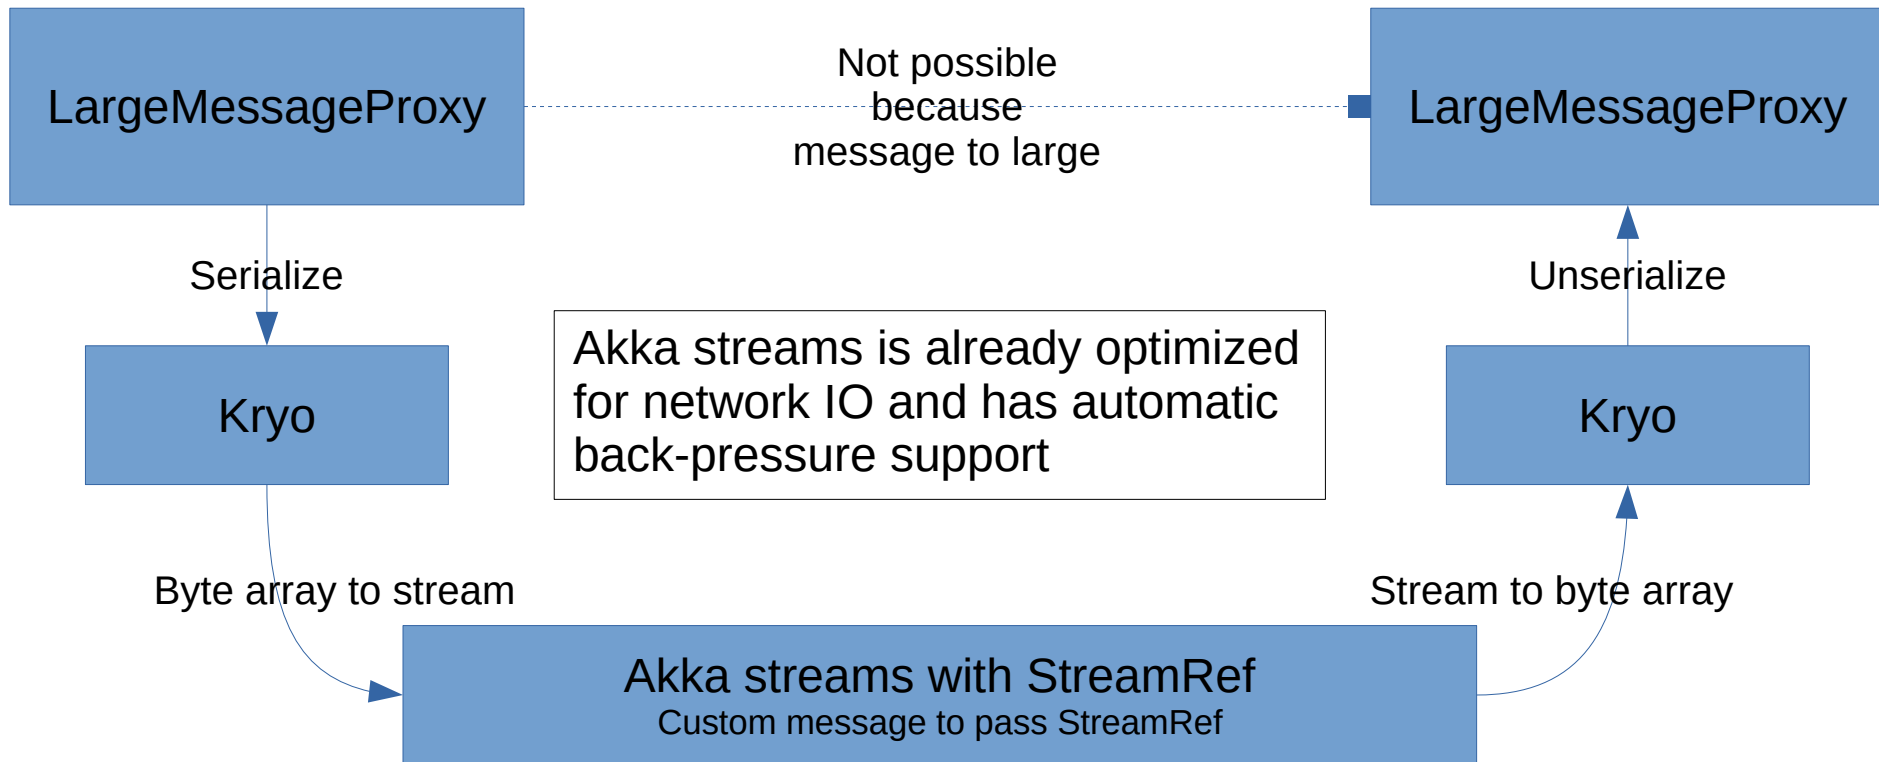 LargeMessageProxy
Not possible
because
message to large
LargeMessageProxy
Serialize
Unserialize
Kryo
Akka streams is already optimized
for network IO and has automatic
back-pressure support
Kryo
Byte array to stream
Stream to byte array
Akka streams with StreamRef
Custom message to pass StreamRef